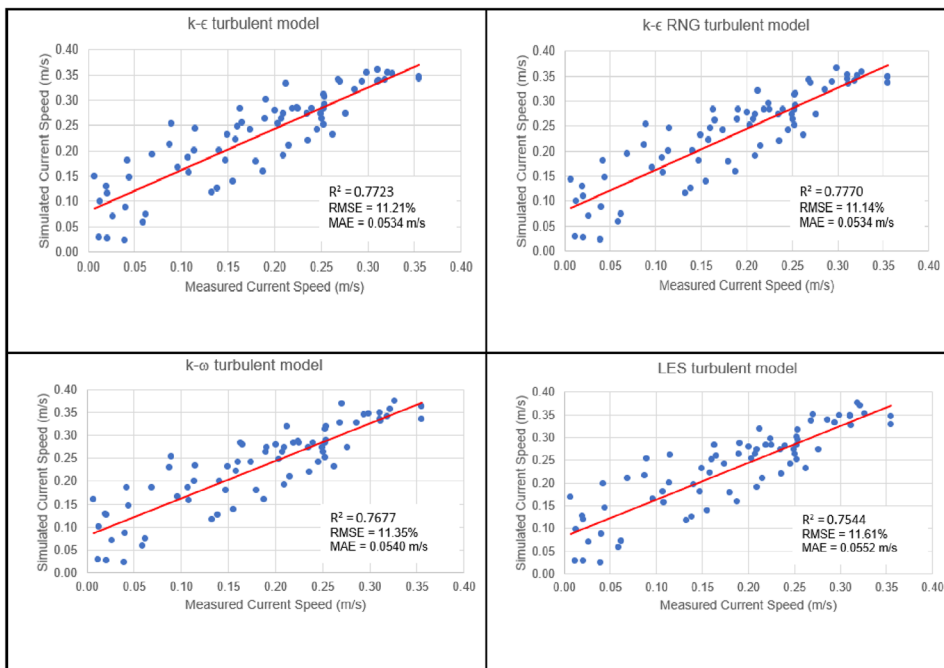 k-ϵ turbulent model
Simulated Current Speed (m/s)
0.40
0.35
0.30
0.25
0.20
0.15
0.10
0.05
0.00
R² = 0.7723
RMSE = 11.21%
MAE = 0.0534 m/s
0.00 0.05 0.10 0.15 0.20 0.25 0.30 0.35 0.40
Measured Current Speed (m/s)
k-ϵ RNG turbulent model
Simulated Current Speed (m/s)
0.40
0.35
0.30
0.25
0.20
0.15
0.10
0.05
0.00
R² = 0.7770
RMSE = 11.14%
MAE = 0.0534 m/s
0.00 0.05 0.10 0.15 0.20 0.25 0.30 0.35 0.40
Measured Current Speed (m/s)
k-ω turbulent model
Simulated Current Speed (m/s)
0.40
0.35
0.30
0.25
0.20
0.15
0.10
0.05
0.00
R² = 0.7677
RMSE = 11.35%
MAE = 0.0540 m/s
0.00 0.05 0.10 0.15 0.20 0.25 0.30 0.35 0.40
Measured Current Speed (m/s)
LES turbulent model
Simulated Current Speed (m/s)
0.40
0.35
0.30
0.25
0.20
0.15
0.10
0.05
0.00
R² = 0.7544
RMSE = 11.61%
MAE = 0.0552 m/s
0.00 0.05 0.10 0.15 0.20 0.25 0.30 0.35 0.40
Measured Current Speed (m/s)